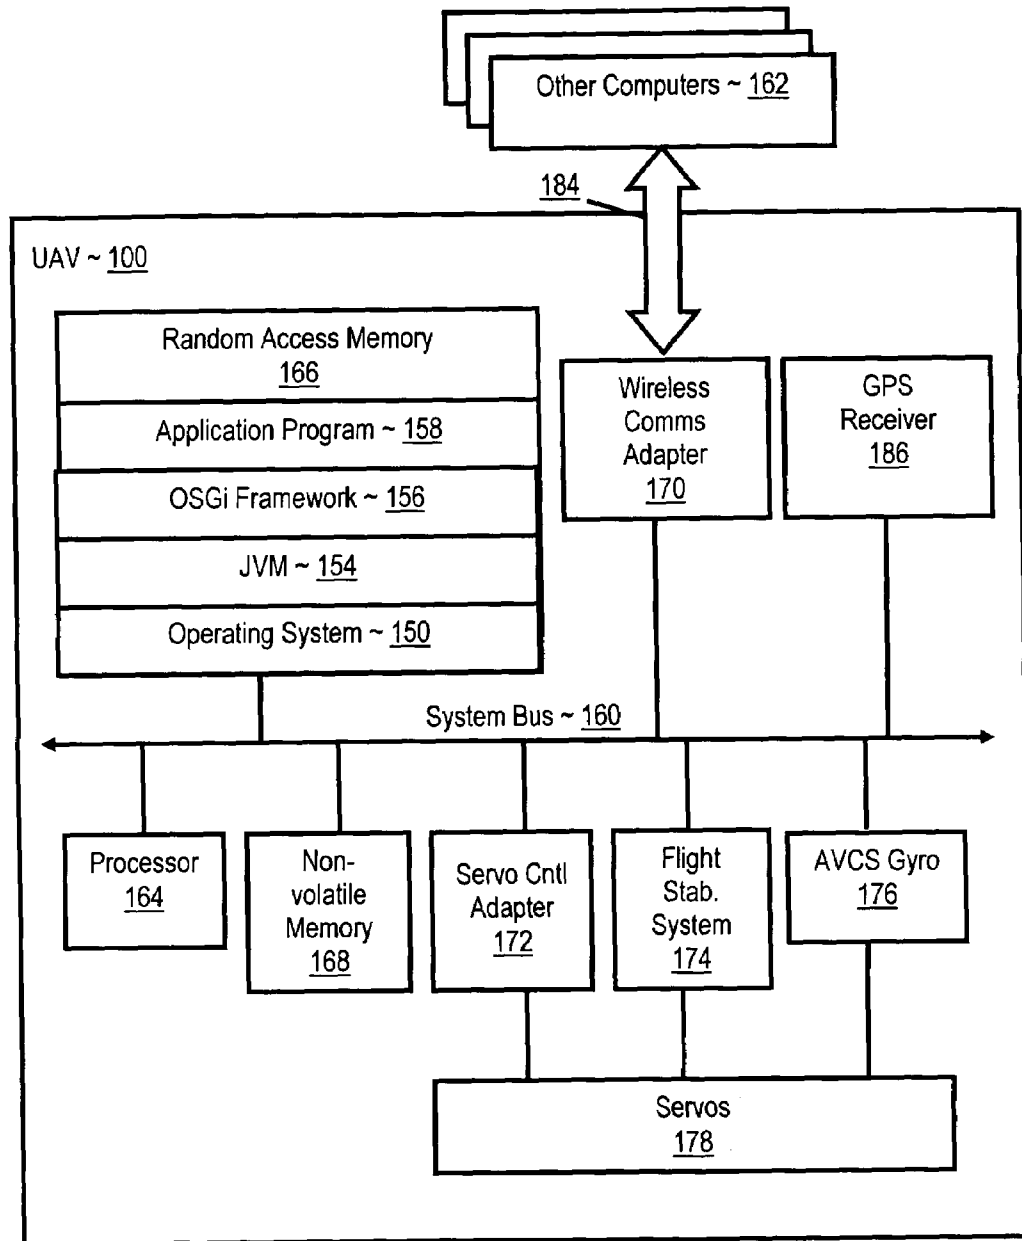 Other Computers ~ 162
184
UAV ~ 100
Random Access Memory
166
Application Program ~ 158
OSGi Framework ~ 156
JVM ~ 154
Operating System ~ 150
Wireless
Comms
Adapter
170
GPS
Receiver
186
System Bus ~ 160
Processor
164
Non-
volatile
Memory
168
Servo Cntl
Adapter
172
Flight
Stab.
System
174
AVCS Gyro
176
Servos
178